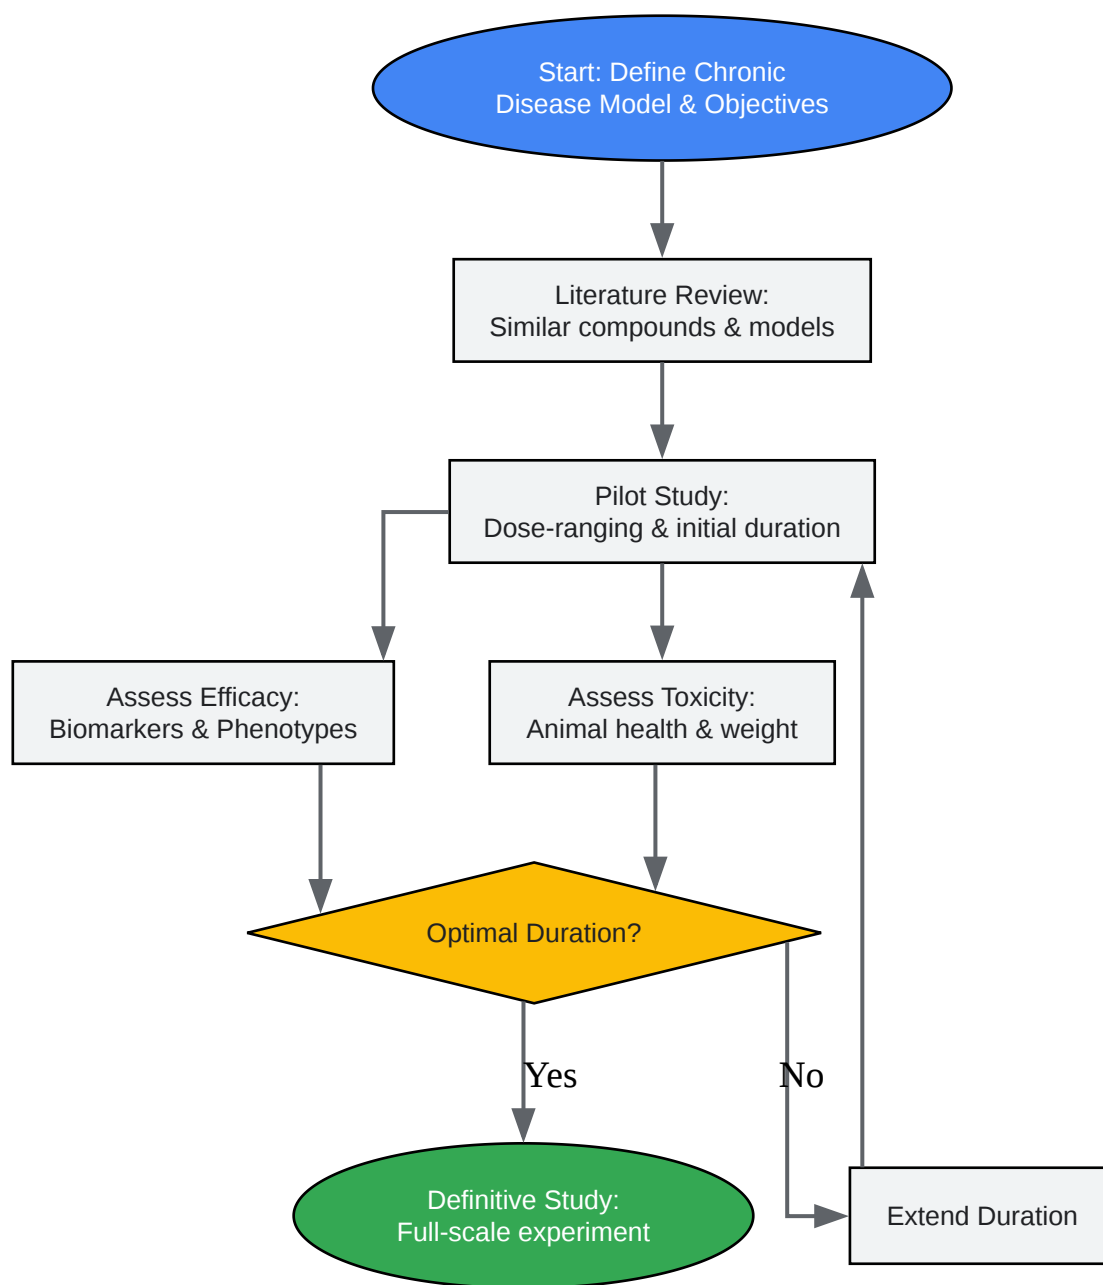 Start: Define Chronic
Disease Model & Objectives
Literature Review:
Similar compounds & models
Pilot Study:
Dose-ranging & initial duration
Assess Efficacy:
Biomarkers & Phenotypes
Assess Toxicity:
Animal health & weight
Optimal Duration?
Yes
No
Definitive Study:
Full-scale experiment
Extend Duration